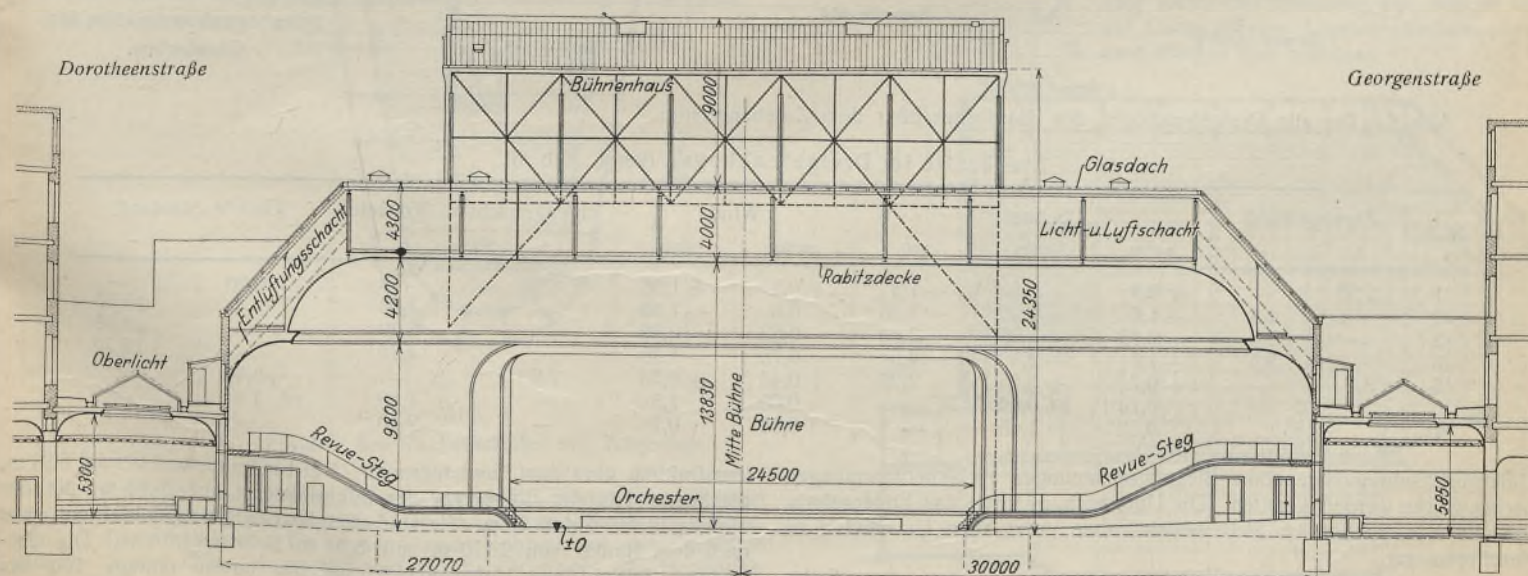 Dorotheenstraße
Georgenstraße
Bühnenhaus
9000
Glasdach
Entlüftungsschacht
4300
4000
Licht-u.Luftschacht
Rabitzdecke
4200
24350
Oberlicht
9800
13830
Mitte Bühne
Bühne
Revue-Steg
Revue-Steg
24500
5300
Orchester
5850
±0
27070
30000